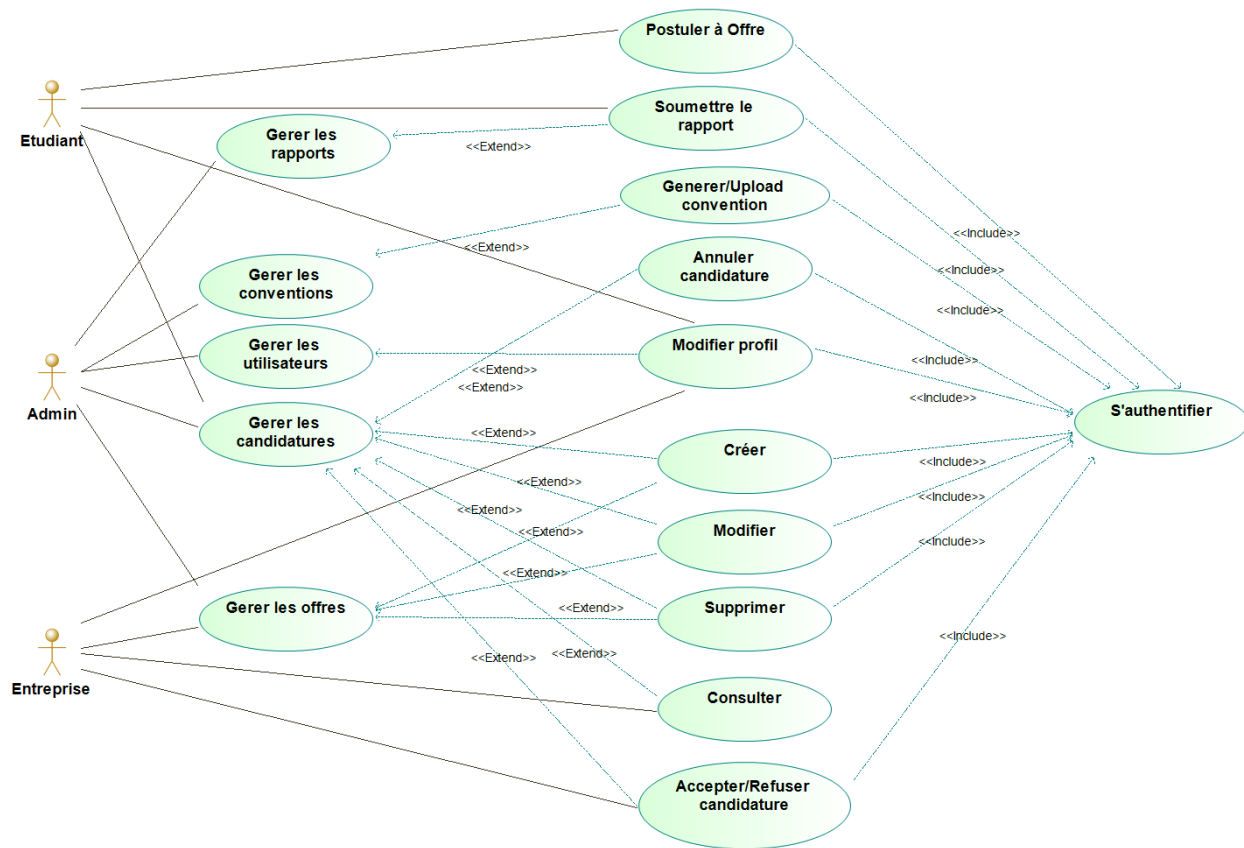 Postuler à Offre
Etudiant
Soumettre le
rapport
Gerer les
rapports
<<Extend>>
Generer/Upload
convention
<<Include>>
<<Extend>>
Annuler
candidature
<<Include>>
Gerer les
conventions
<<Include>>
Admin
Gerer les
utilisateurs
Modifier profil
<<Include>>
<<Extend>>
<<Extend>>
<<Include>>
S'authentifier
Gerer les
candidatures
<<Extend>>
Créer
<<Include>>
<<Extend>>
<<Include>>
<<Extend>>
Modifier
<<Extend>>
<<Include>>
<<Extend>>
Gerer les offres
<<Extend>>
Supprimer
<<Include>>
<<Extend>>
<<Extend>>
Entreprise
Consulter
Accepter/Refuser
candidature